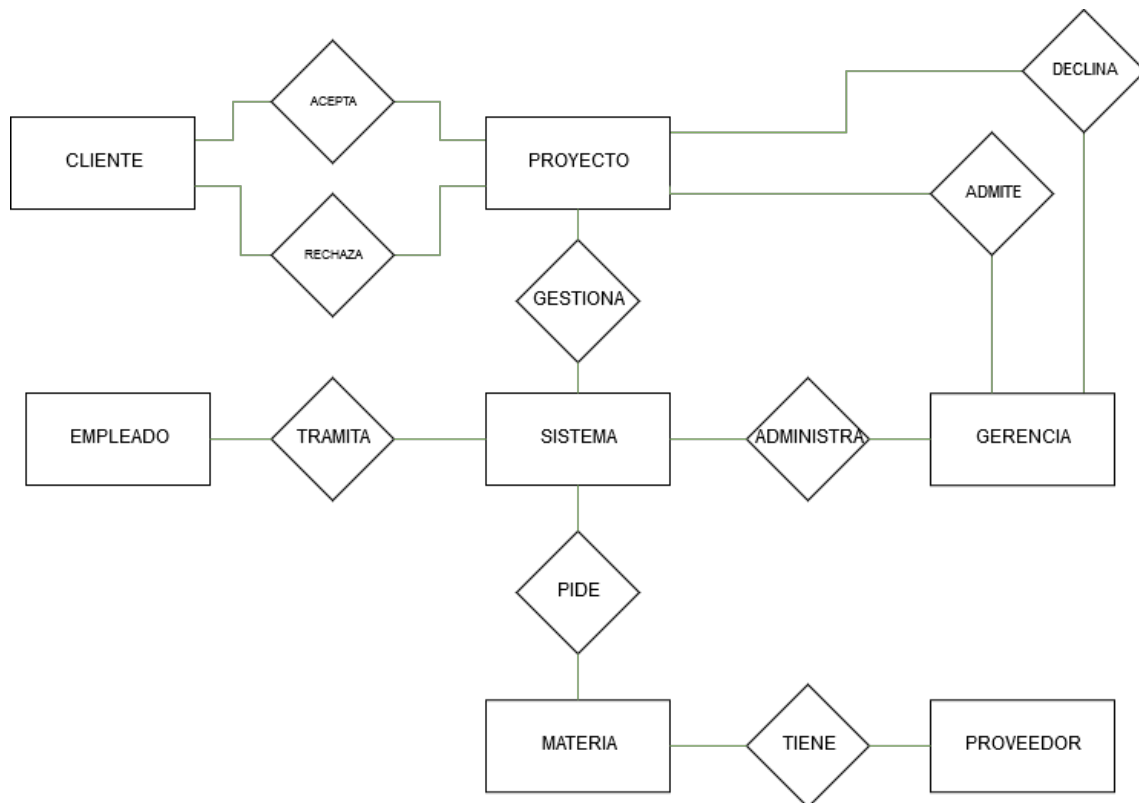 DECLINA
ACEPTA
CLIENTE
PROYECTO
ADMITE
RECHAZA
GESTIONA
EMPLEADO
TRAMITA
SISTEMA
ADMINISTRA
GERENCIA
PIDE
MATERIA
TIENE
PROVEEDOR